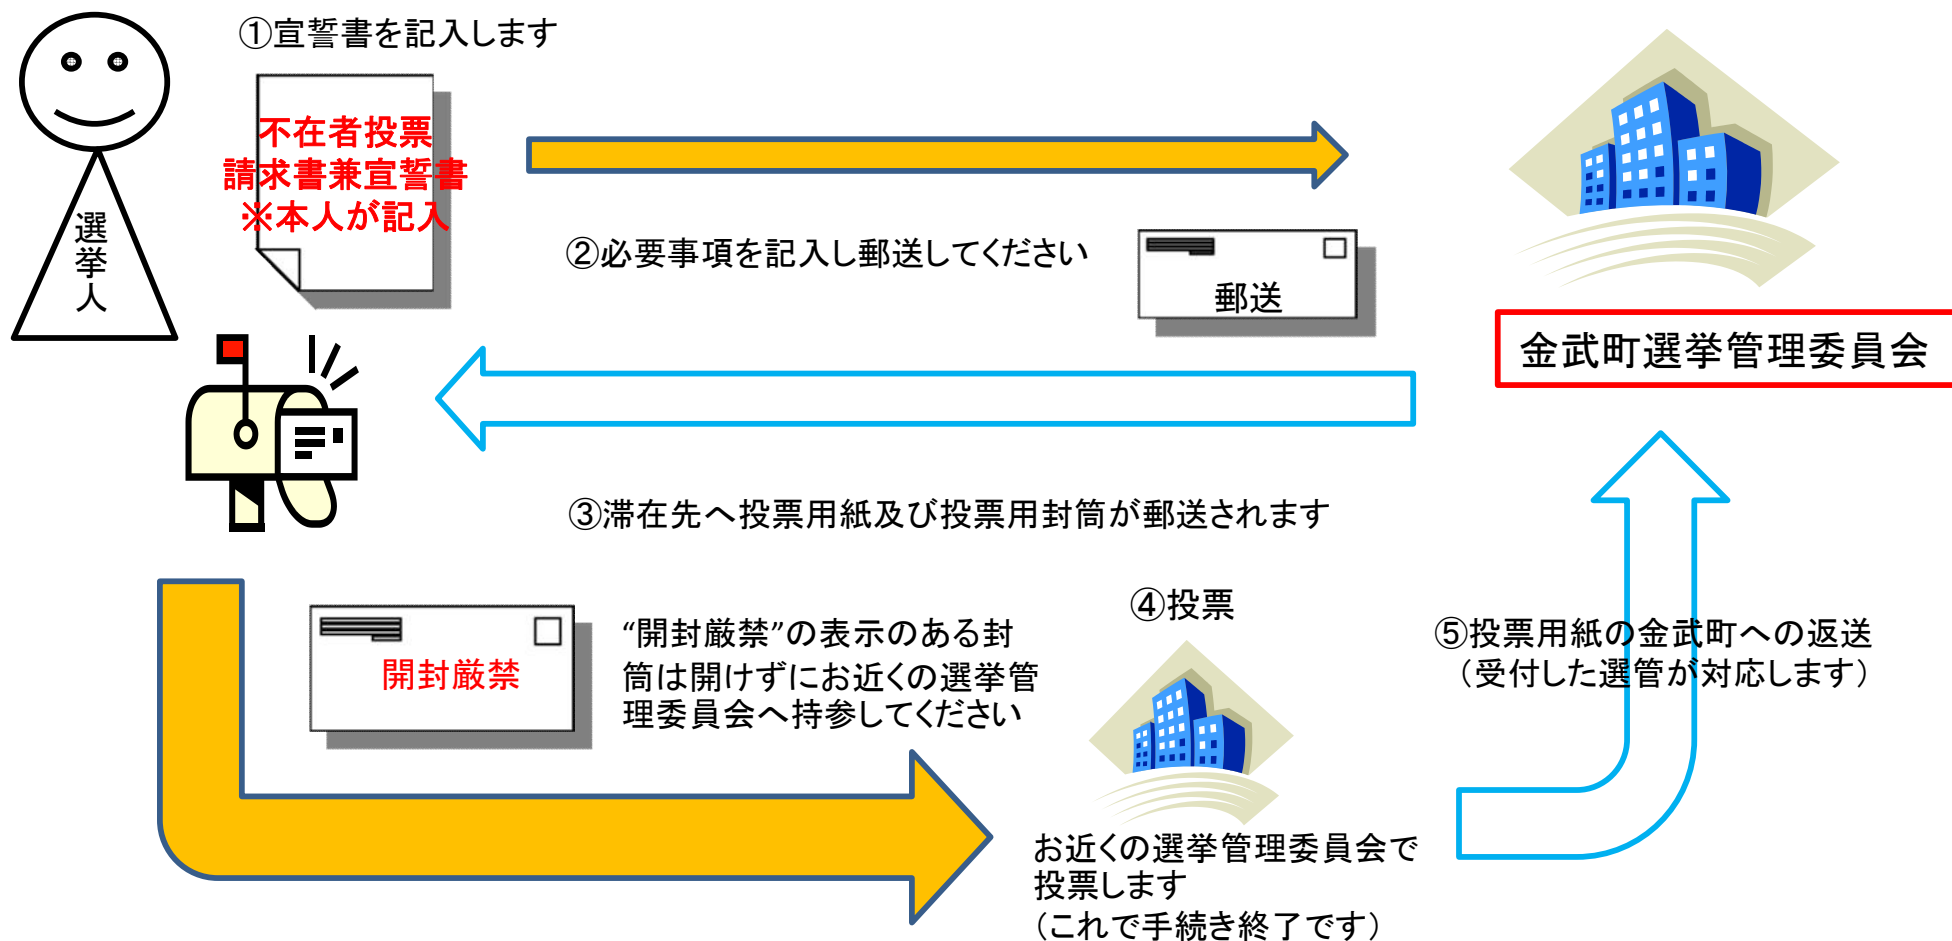 ①宣誓書を記入します
不在者投票
請求書兼宣誓書
※本人が記入
選挙人
②必要事項を記入し郵送してください
郵送
金武町選挙管理委員会
③滞在先へ投票用紙及び投票用封筒が郵送されます
開封厳禁
“開封厳禁”の表示のある封
筒は開けずにお近くの選挙管
理委員会へ持参してください
④投票
お近くの選挙管理委員会で
投票します
（これで手続き終了です）
⑤投票用紙の金武町への返送
（受付した選管が対応します）